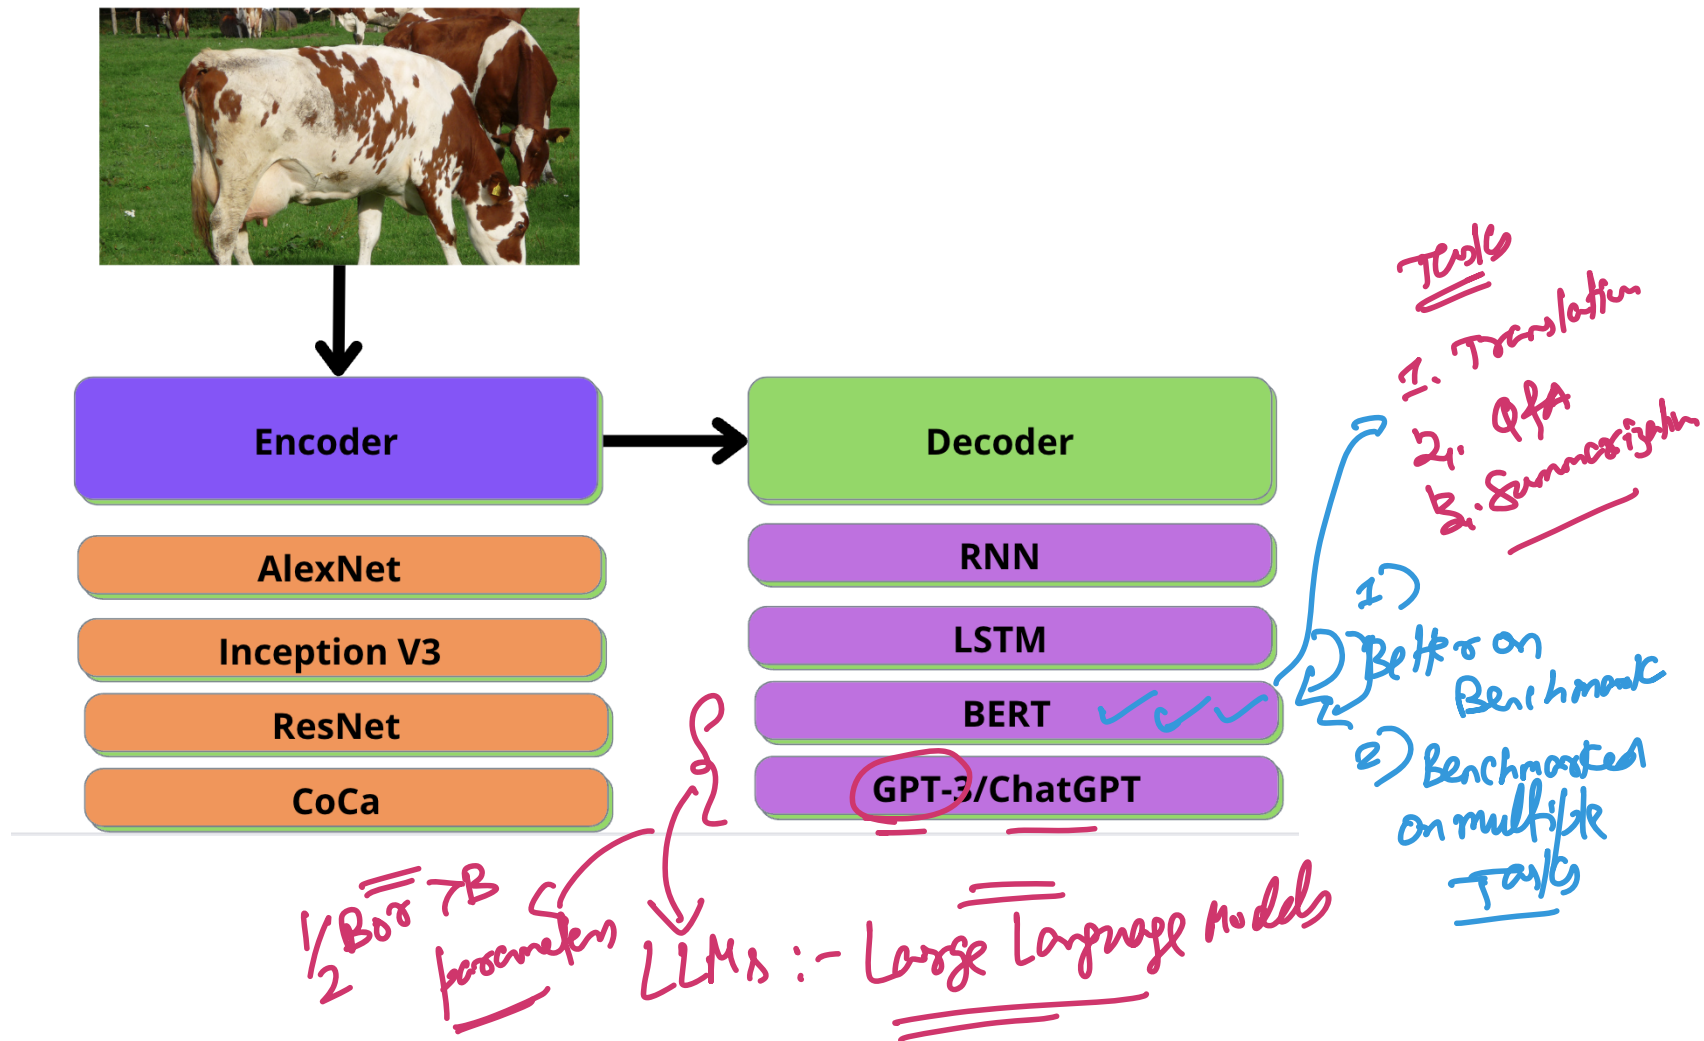 Encoder
Decoder
AlexNet
Inception V3
ResNet
CoCa
RNN
LSTM
BERT
GPT-3/ChatGPT
Tasks
1. Translation
2. Q&A
3. Summarization
1)
Better on
Benchmark
2) Benchmarked
on multiple
Tasks
1/2 B or 7B
parameters
LLMs :- Large Language Models